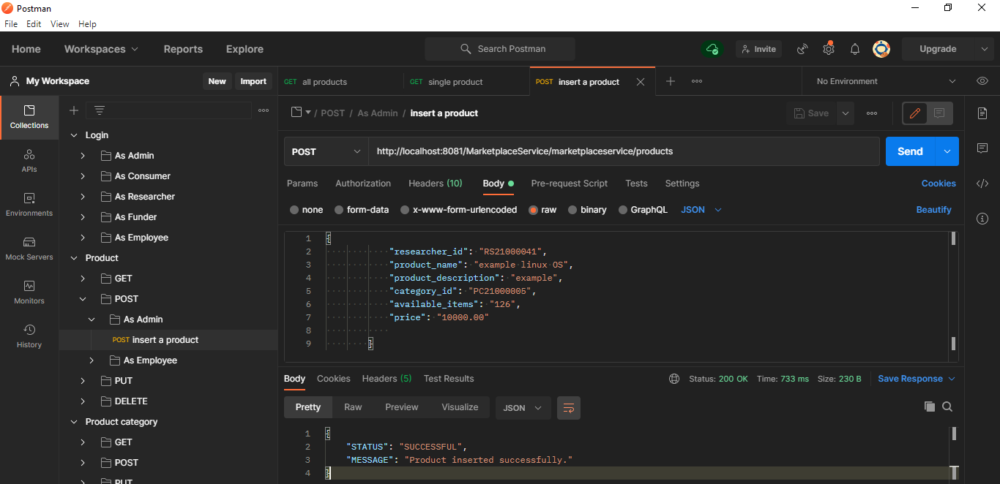 Postman
File Edit View Help
Home Workspaces Reports Explore Search Postman Invite Upgrade
My Workspace New Import
GET all products GET single product POST insert a product No Environment
Collections
APIs
Environments
Mock Servers
Monitors
History
Login
As Admin
As Consumer
As Researcher
As Funder
As Employee
Product
GET
POST
As Admin
POST insert a product
As Employee
PUT
DELETE
Product category
GET
POST
PUT
/ POST / As Admin / insert a product Save
POST http://localhost:8081/MarketplaceService/marketplaceservice/products Send
Params Authorization Headers (10) Body Pre-request Script Tests Settings Cookies
none form-data x-www-form-urlencoded raw binary GraphQL JSON Beautify
1 {
2 "researcher_id": "RS21000041",
3 "product_name": "example linux OS",
4 "product_description": "example",
5 "category_id": "PC21000005",
6 "available_items": "126",
7 "price": "10000.00"
8
9 }
Body Cookies Headers (5) Test Results Status: 200 OK Time: 733 ms Size: 230 B Save Response
Pretty Raw Preview Visualize JSON
1 {
2 "STATUS": "SUCCESSFUL",
3 "MESSAGE": "Product inserted successfully."
4 }